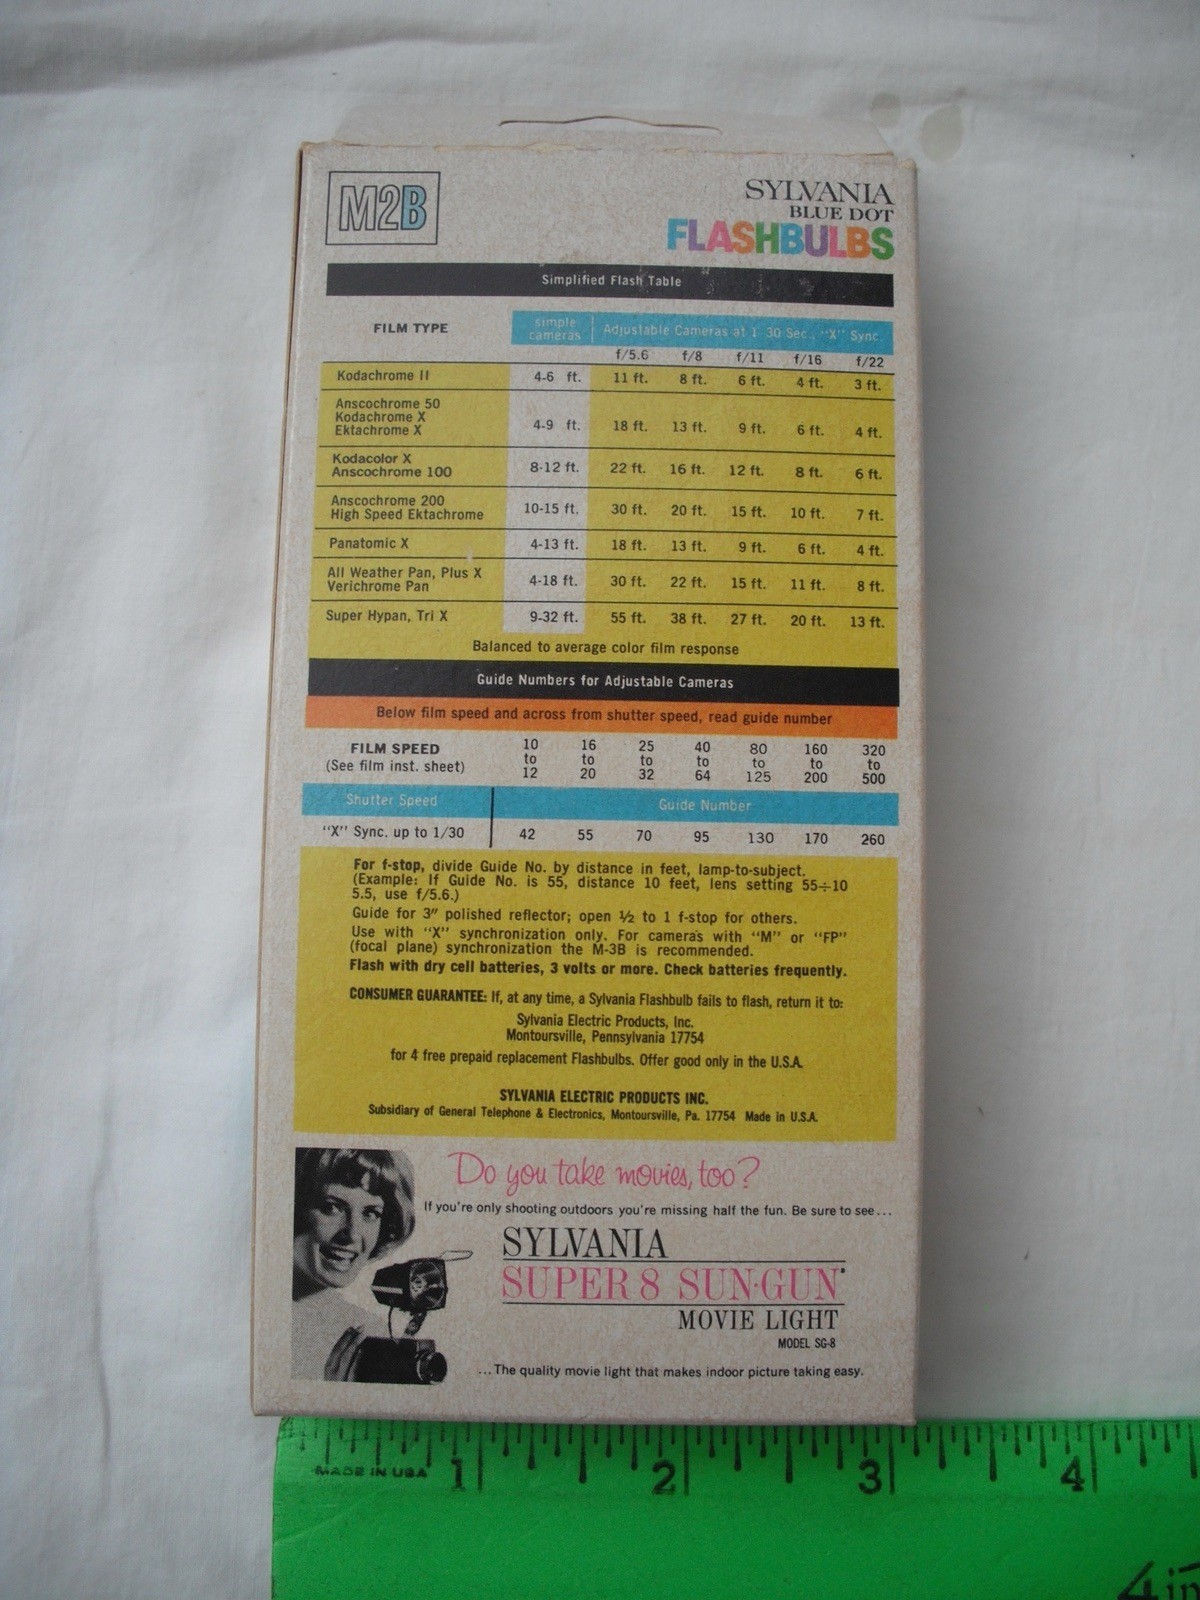 M2B
SYLVANIA
BLUE DOT
FLASHBULBS
Simplified Flash Table
FILM TYPE
simple cameras
Adjustable Cameras at 1 30 Sec., "X" Sync.
f/5.6 f/8 f/11 f/16 f/22
Kodachrome II 4-6 ft. 11 ft. 8 ft. 6 ft. 4 ft. 3 ft.
Anscochrome 50
Kodachrome X
Ektachrome X 4-9 ft. 18 ft. 13 ft. 9 ft. 6 ft. 4 ft.
Kodacolor X
Anscochrome 100 8-12 ft. 22 ft. 16 ft. 12 ft. 8 ft. 6 ft.
Anscochrome 200
High Speed Ektachrome 10-15 ft. 30 ft. 20 ft. 15 ft. 10 ft. 7 ft.
Panatomic X 4-13 ft. 18 ft. 13 ft. 9 ft. 6 ft. 4 ft.
All Weather Pan, Plus X
Verichrome Pan 4-18 ft. 30 ft. 22 ft. 15 ft. 11 ft. 8 ft.
Super Hypan, Tri X 9-32 ft. 55 ft. 38 ft. 27 ft. 20 ft. 13 ft.
Balanced to average color film response
Guide Numbers for Adjustable Cameras
Below film speed and across from shutter speed, read guide number
FILM SPEED 10 16 25 40 80 160 320
(See film inst. sheet) to to to to to to to
12 20 32 64 125 200 500
Shutter Speed Guide Number
"X" Sync. up to 1/30 42 55 70 95 130 170 260
For f-stop, divide Guide No. by distance in feet, lamp-to-subject.
(Example: If Guide No. is 55, distance 10 feet, lens setting 55÷10
5.5, use f/5.6.)
Guide for 3" polished reflector; open ½ to 1 f-stop for others.
Use with "X" synchronization only. For cameras with "M" or "FP"
(focal plane) synchronization the M-3B is recommended.
Flash with dry cell batteries, 3 volts or more. Check batteries frequently.
CONSUMER GUARANTEE: If, at any time, a Sylvania Flashbulb fails to flash, return it to:
Sylvania Electric Products, Inc.
Montoursville, Pennsylvania 17754
for 4 free prepaid replacement Flashbulbs. Offer good only in the U.S.A.
SYLVANIA ELECTRIC PRODUCTS INC.
Subsidiary of General Telephone & Electronics, Montoursville, Pa. 17754 Made in U.S.A.
Do you take movies, too?
If you're only shooting outdoors you're missing half the fun. Be sure to see...
SYLVANIA
SUPER 8 SUN·GUN
MOVIE LIGHT
MODEL SG-8
...The quality movie light that makes indoor picture taking easy.
MADE IN USA 1 2 3 4
4 in